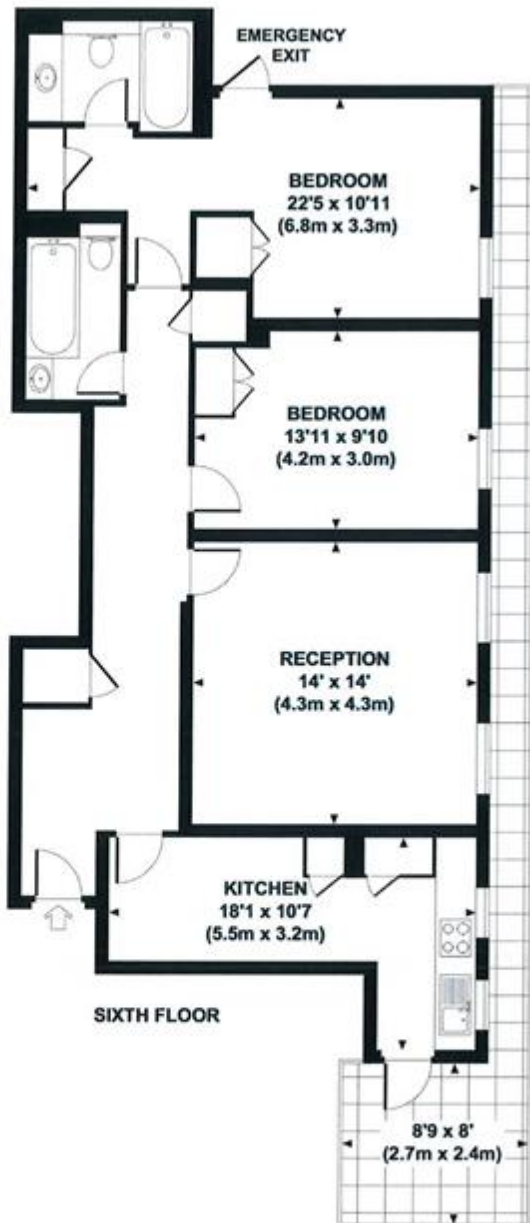 EMERGENCY
EXIT
BEDROOM
22'5 x 10'11
(6.8m x 3.3m)
BEDROOM
13'11 x 9'10
(4.2m x 3.0m)
RECEPTION
14' x 14'
(4.3m x 4.3m)
KITCHEN
18'1 x 10'7
(5.5m x 3.2m)
SIXTH FLOOR
8'9 x 8'
(2.7m x 2.4m)